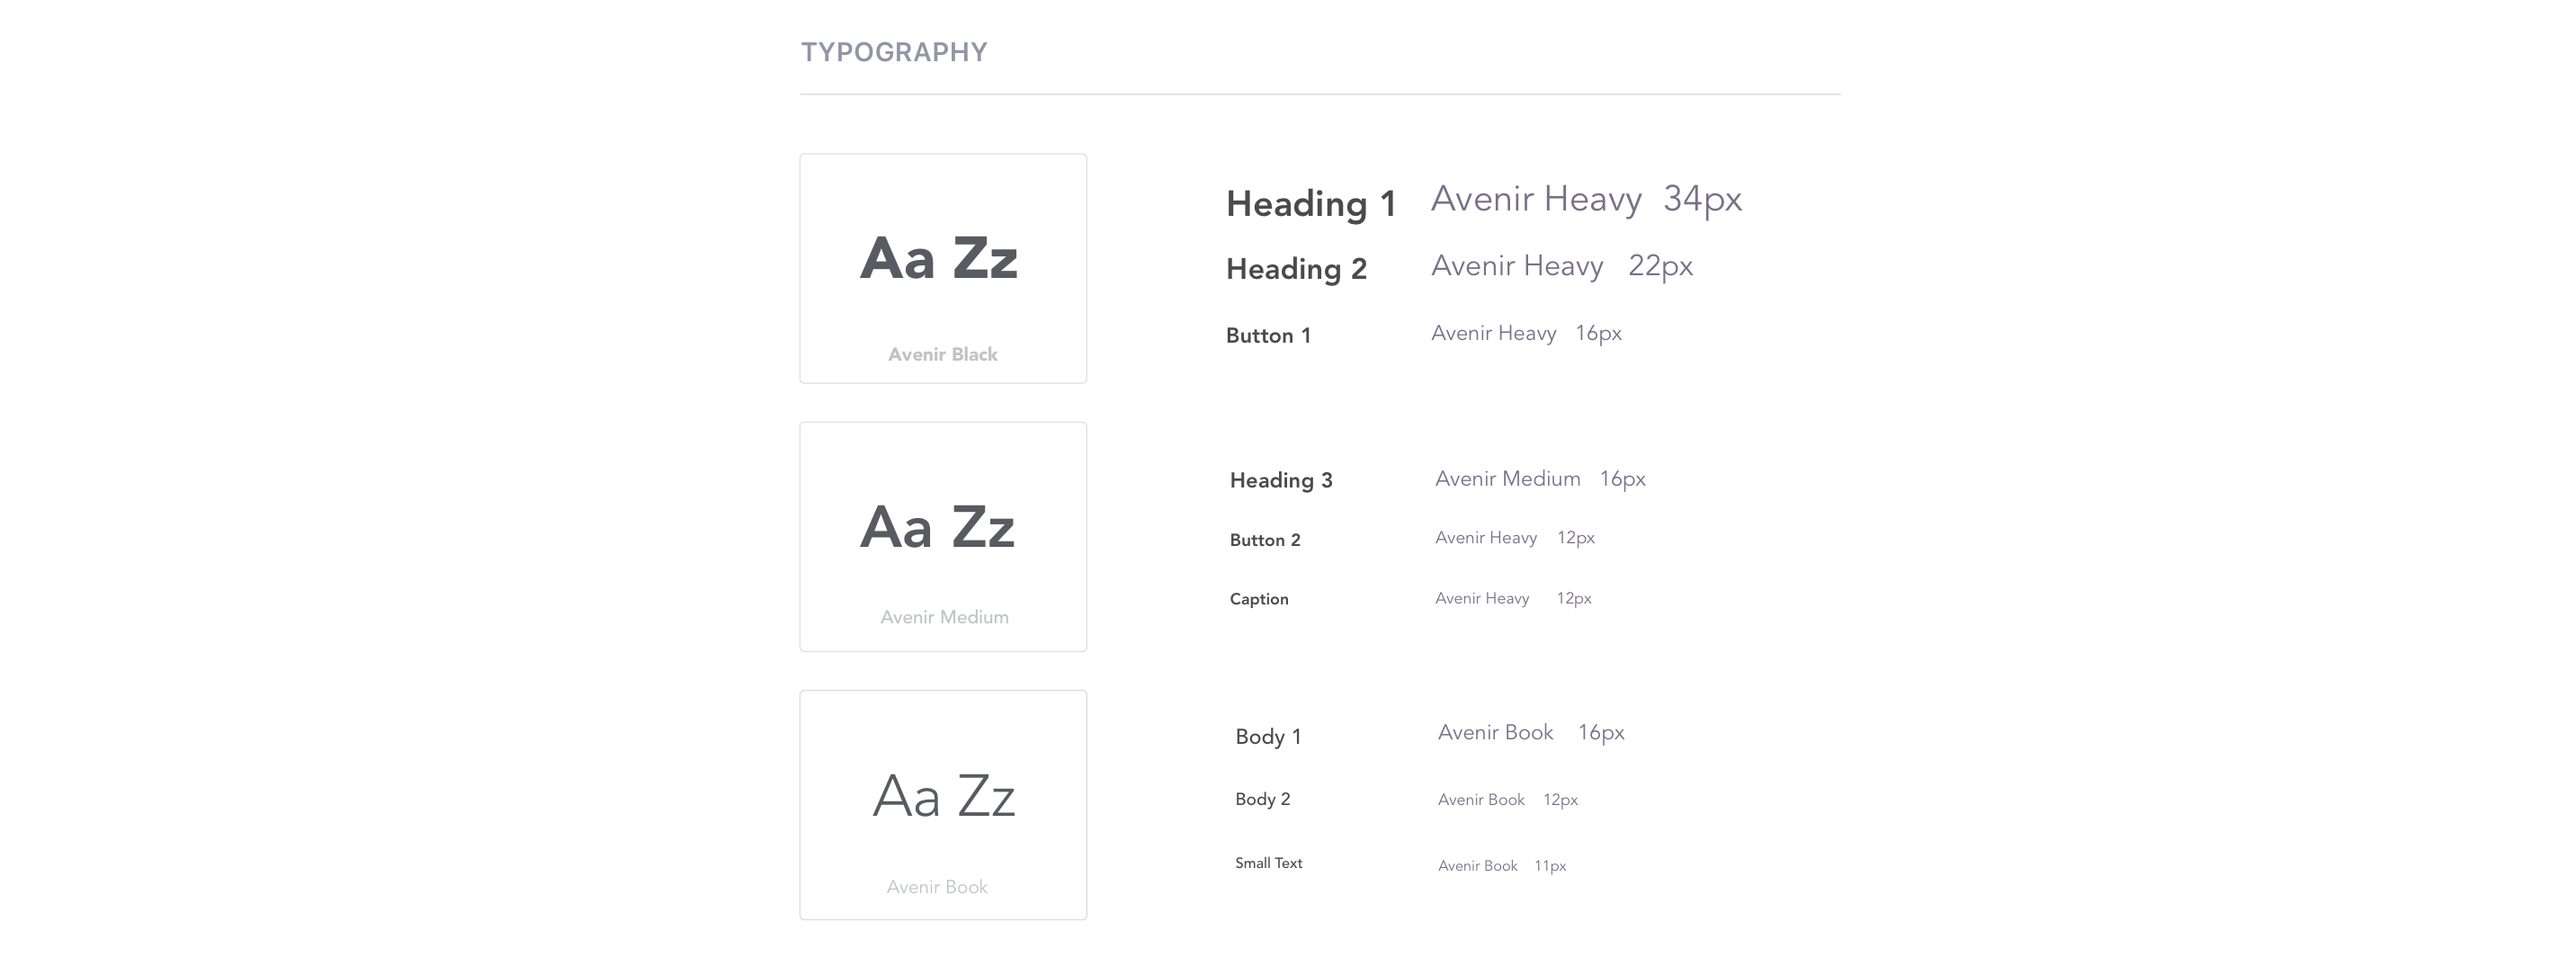 TYPOGRAPHY
Aa Zz
Avenir Black
Heading 1 Avenir Heavy 34px
Heading 2 Avenir Heavy 22px
Button 1 Avenir Heavy 16px
Aa Zz
Avenir Medium
Heading 3 Avenir Medium 16px
Button 2 Avenir Heavy 12px
Caption Avenir Heavy 12px
Aa Zz
Avenir Book
Body 1 Avenir Book 16px
Body 2 Avenir Book 12px
Small Text Avenir Book 11px